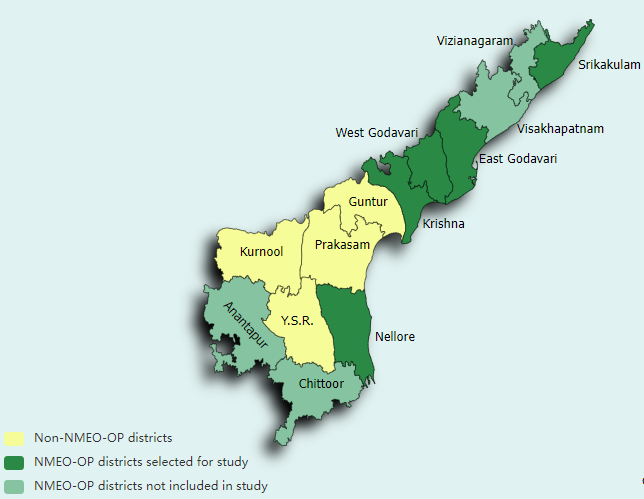 Vizianagaram
Srikakulam
Visakhapatnam
West Godavari
East Godavari
Guntur
Krishna
Prakasam
Kurnool
Anantapur
Y.S.R.
Nellore
Chittoor
Non-NMEO-OP districts
NMEO-OP districts selected for study
NMEO-OP districts not included in study